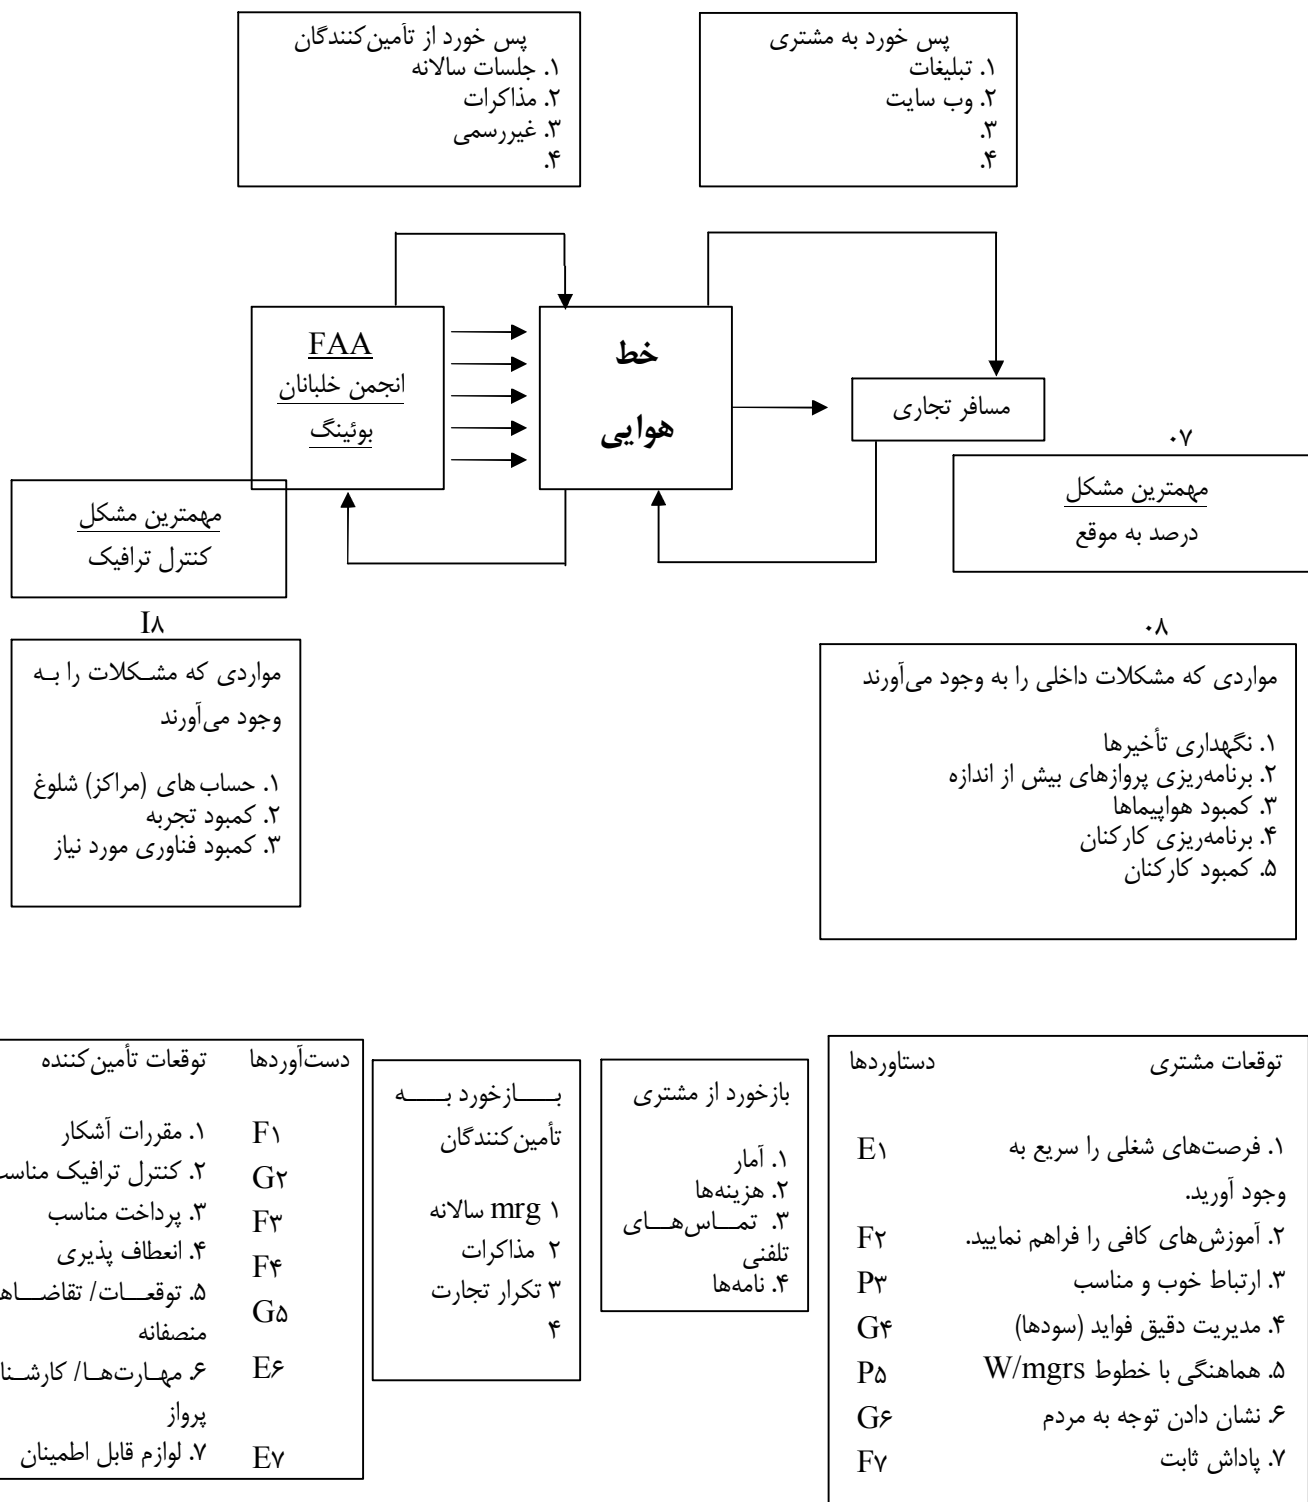 پس خورد از تأمین‌کنندگان
۱. جلسات سالانه
۲. مذاکرات
۳. غیررسمی
۴.
پس خورد به مشتری
۱. تبلیغات
۲. وب سایت
۳.
۴.
FAA
انجمن خلبانان
بوئینگ
خط
هوایی
مسافر تجاری
۰۷
مهمترین مشکل
درصد به موقع
مهمترین مشکل
کنترل ترافیک
I۸
مواردی که مشکلات را به
وجود می‌آورند
۱. حساب‌های (مراکز) شلوغ
۲. کمبود تجربه
۳. کمبود فناوری مورد نیاز
۰۸
مواردی که مشکلات داخلی را به وجود می‌آورند
۱. نگهداری تأخیرها
۲. برنامه‌ریزی پروازهای بیش از اندازه
۳. کمبود هواپیماها
۴. برنامه‌ریزی کارکنان
۵. کمبود کارکنان
توقعات مشتری دستاوردها
۱. فرصت‌های شغلی را سریع به E۱
وجود آورید.
۲. آموزش‌های کافی را فراهم نمایید. F۲
۳. ارتباط خوب و مناسب P۳
۴. مدیریت دقیق فواید (سودها) G۴
۵. هماهنگی با خطوط W/mgrs P۵
۶. نشان دادن توجه به مردم G۶
۷. پاداش ثابت F۷
بازخورد از مشتری
۱. آمار
۲. هزینه‌ها
۳. تماس‌های
تلفنی
۴. نامه‌ها
بازخورد به
تأمین‌کنندگان
۱ mrg سالانه
۲ مذاکرات
۳ تکرار تجارت
۴
دست‌آوردها توقعات تأمین‌کننده
F۱ ۱. مقررات آشکار
G۲ ۲. کنترل ترافیک مناسب
F۳ ۳. پرداخت مناسب
F۴ ۴. انعطاف پذیری
G۵ ۵. توقعات/ تقاضاه
منصفانه
E۶ ۶. مهارت‌ها/ کارشنا
پرواز
E۷ ۷. لوازم قابل اطمینان